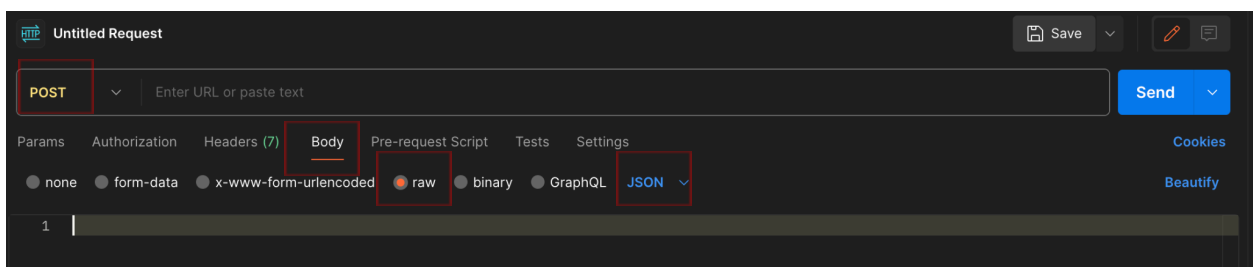 HTTP Untitled Request Save
POST Enter URL or paste text Send
Params Authorization Headers (7) Body Pre-request Script Tests Settings Cookies
none form-data x-www-form-urlencoded raw binary GraphQL JSON Beautify
1